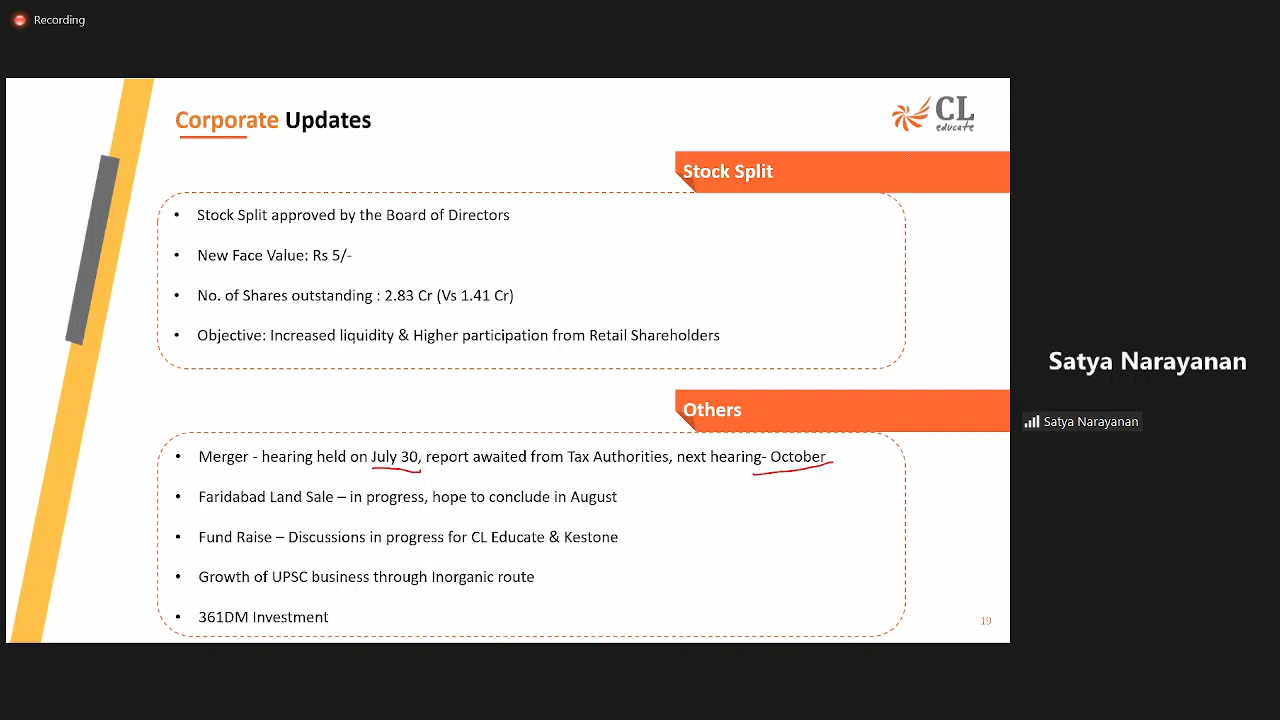 Recording
Corporate Updates
CL
educate
Stock Split
• Stock Split approved by the Board of Directors
• New Face Value: Rs 5/-
• No. of Shares outstanding : 2.83 Cr (Vs 1.41 Cr)
• Objective: Increased liquidity & Higher participation from Retail Shareholders
Satya Narayanan
Satya Narayanan
Others
• Merger - hearing held on July 30, report awaited from Tax Authorities, next hearing- October
• Faridabad Land Sale – in progress, hope to conclude in August
• Fund Raise – Discussions in progress for CL Educate & Kestone
• Growth of UPSC business through Inorganic route
• 361DM Investment
19